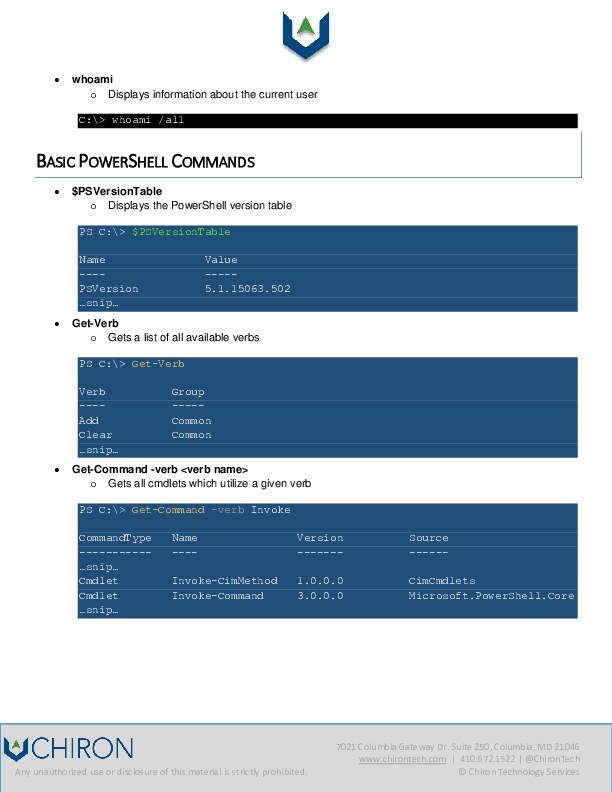 • whoami
o Displays information about the current user
C:\> whoami /all
BASIC POWERSHELL COMMANDS
• $PSVersionTable
o Displays the PowerShell version table
PS C:\> $PSVersionTable
Name Value
---- -----
PSVersion 5.1.15063.502
…snip…
• Get-Verb
o Gets a list of all available verbs
PS C:\> Get-Verb
Verb Group
---- -----
Add Common
Clear Common
…snip…
• Get-Command -verb <verb name>
o Gets all cmdlets which utilize a given verb
PS C:\> Get-Command -verb Invoke
CommandType Name Version Source
----------- ---- ------- ------
…snip…
Cmdlet Invoke-CimMethod 1.0.0.0 CimCmdlets
Cmdlet Invoke-Command 3.0.0.0 Microsoft.PowerShell.Core
…snip…
CHIRON
7021 Columbia Gateway Dr. Suite 250, Columbia, MD 21046
www.chirontech.com | 410.672.1522 | @ChironTech
Any unauthorized use or disclosure of this material is strictly prohibited. © Chiron Technology Services